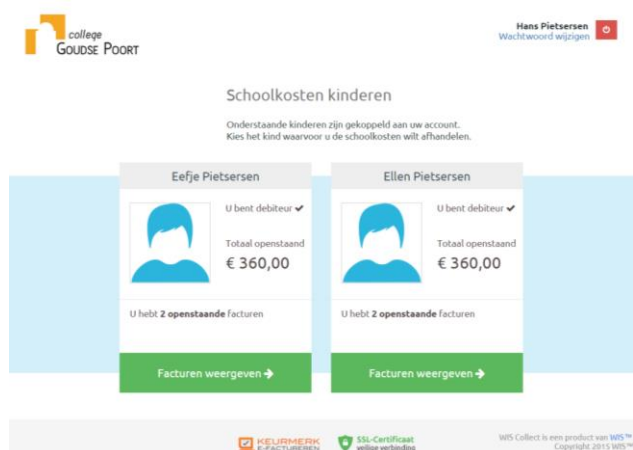 college
GOUDSE POORT
Hans Pietsersen
Wachtwoord wijzigen
Schoolkosten kinderen
Onderstaande kinderen zijn gekoppeld aan uw account.
Kies het kind waarvoor u de schoolkosten wilt afhandelen.
Eefje Pietsersen
U bent debiteur ✔
Totaal openstaand
€ 360,00
U hebt 2 openstaande facturen
Facturen weergeven →
Ellen Pietsersen
U bent debiteur ✔
Totaal openstaand
€ 360,00
U hebt 2 openstaande facturen
Facturen weergeven →
KEURMERK
E-FACTUREREN
SSL-Certificaat
veilige verbinding
WIS Collect is een product van WIS™
Copyright 2015 WIS™